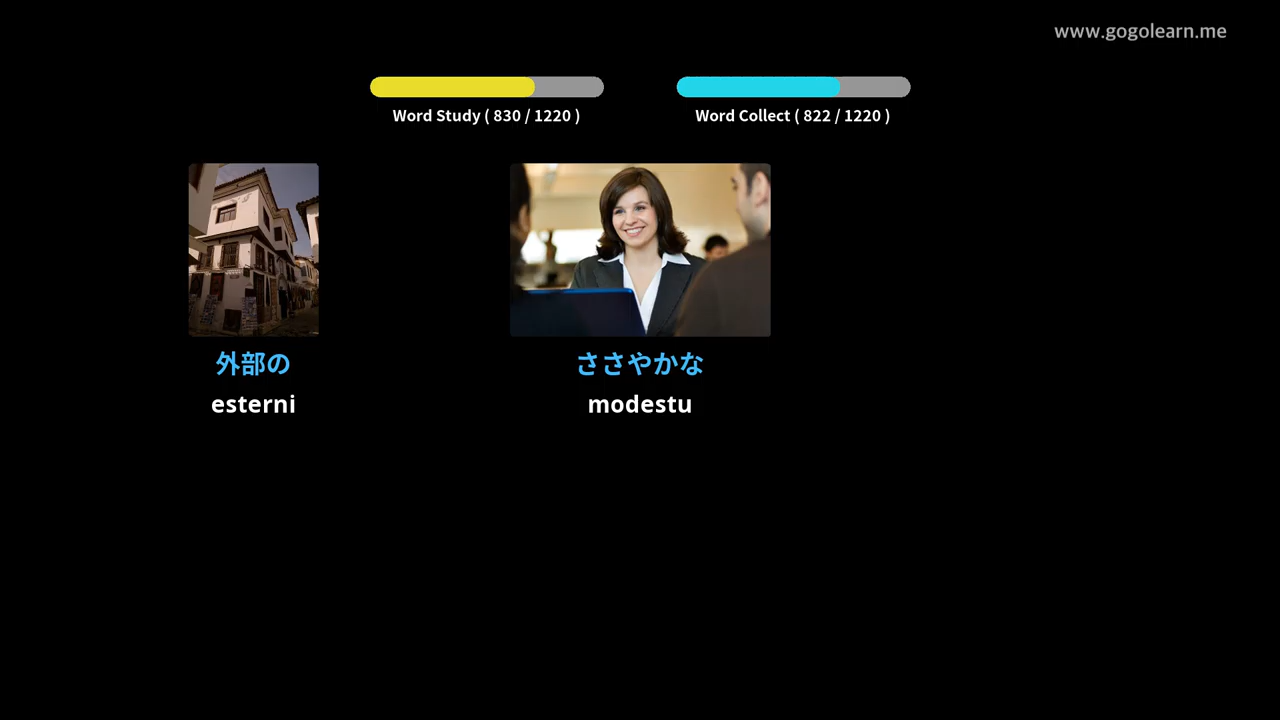 www.gogolearn.me
Word Study ( 830 / 1220 )
Word Collect ( 822 / 1220 )
外部の
ささやかな
esterni
modestu